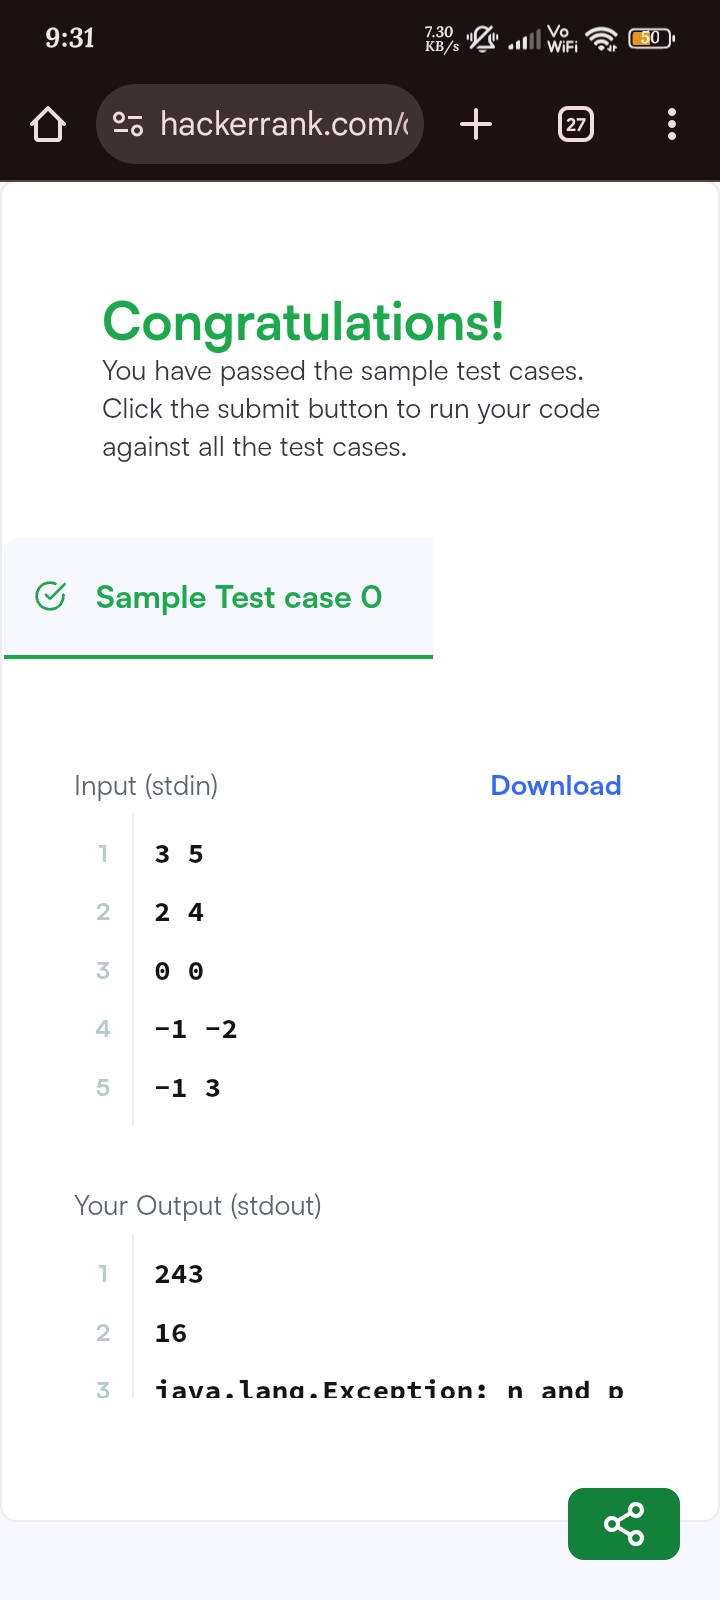 9:31
7.30
KB/s
Vo
WiFi
50
hackerrank.com/
27
Congratulations!
You have passed the sample test cases.
Click the submit button to run your code
against all the test cases.
Sample Test case 0
Input (stdin)
Download
1 3 5
2 2 4
3 0 0
4 -1 -2
5 -1 3
Your Output (stdout)
1 243
2 16
3 java.lang.Exception: n and p